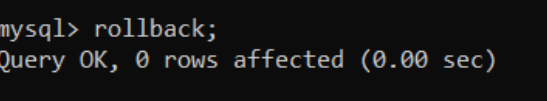 mysql> rollback;
Query OK, 0 rows affected (0.00 sec)